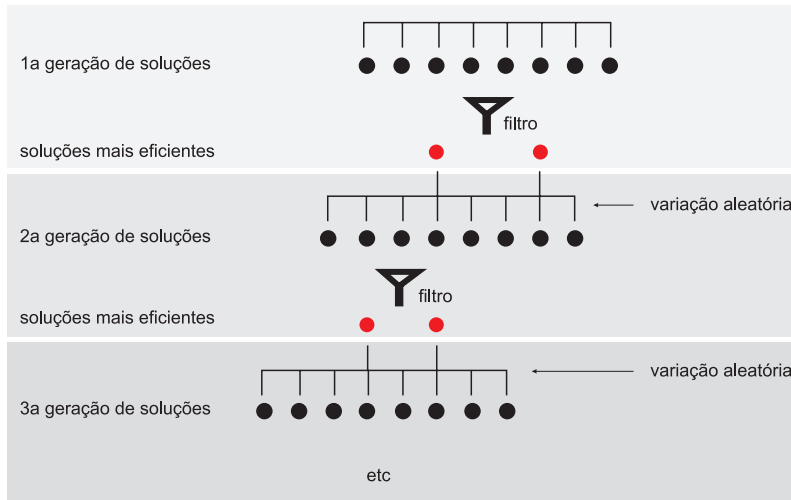 1a geração de soluções
filtro
soluções mais eficientes
variação aleatória
2a geração de soluções
filtro
soluções mais eficientes
variação aleatória
3a geração de soluções
etc